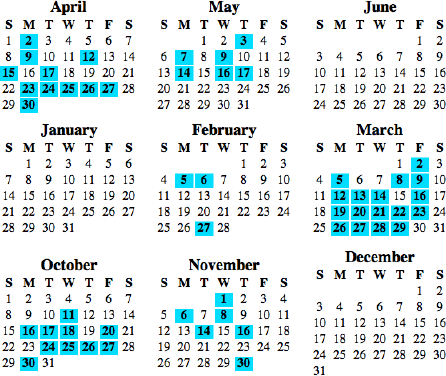 April
S M T W T F S
1 2 3 4 5 6 7
8 9 10 11 12 13 14
15 16 17 18 19 20 21
22 23 24 25 26 27 28
29 30
May
S M T W T F S
1 2 3 4 5
6 7 8 9 10 11 12
13 14 15 16 17 18 19
20 21 22 23 24 25 26
27 28 29 30 31
June
S M T W T F S
1 2
3 4 5 6 7 8 9
10 11 12 13 14 15 16
17 18 19 20 21 22 23
24 25 26 27 28 29 30
January
S M T W T F S
1 2 3 4 5 6
7 8 9 10 11 12 13
14 15 16 17 18 19 20
21 22 23 24 25 26 27
28 29 30 31
February
S M T W T F S
1 2 3
4 5 6 7 8 9 10
11 12 13 14 15 16 17
18 19 20 21 22 23 24
25 26 27 28
March
S M T W T F S
1 2 3
4 5 6 7 8 9 10
11 12 13 14 15 16 17
18 19 20 21 22 23 24
25 26 27 28 29 30 31
October
S M T W T F S
1 2 3 4 5 6 7
8 9 10 11 12 13 14
15 16 17 18 19 20 21
22 23 24 25 26 27 28
29 30 31
November
S M T W T F S
1 2 3 4
5 6 7 8 9 10 11
12 13 14 15 16 17 18
19 20 21 22 23 24 25
26 27 28 29 30
December
S M T W T F S
1 2
3 4 5 6 7 8 9
10 11 12 13 14 15 16
17 18 19 20 21 22 23
24 25 26 27 28 29 30
31